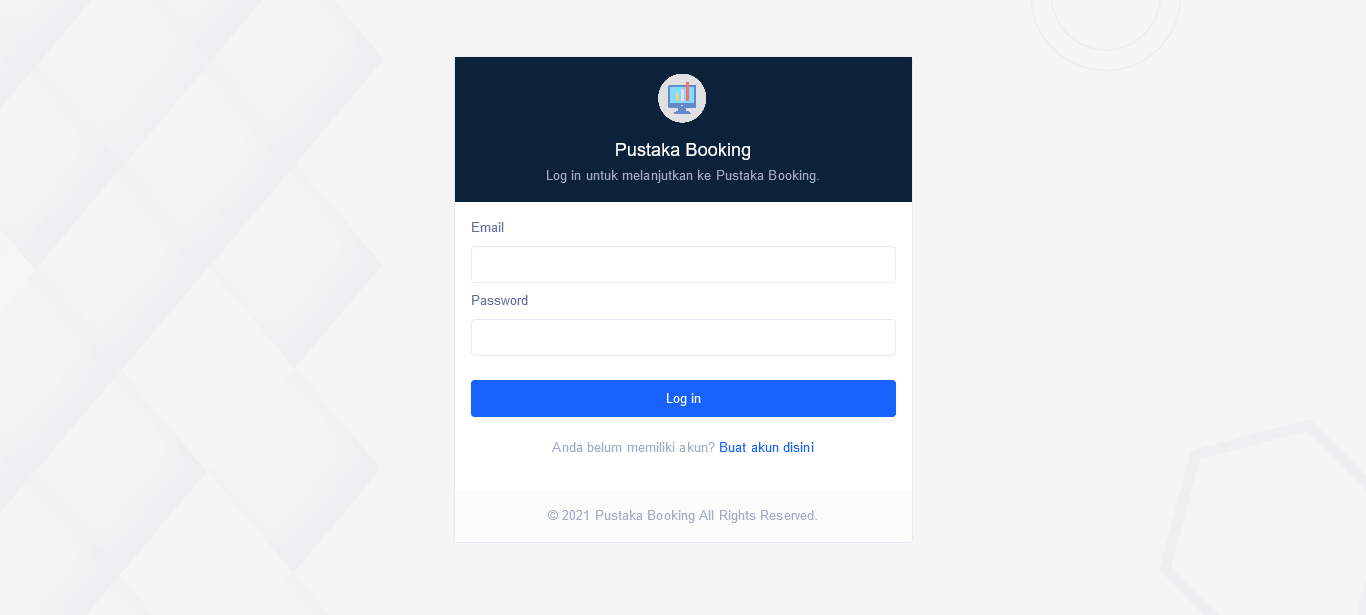 Pustaka Booking
Log in untuk melanjutkan ke Pustaka Booking.
Email
Password
Log in
Anda belum memiliki akun? Buat akun disini
© 2021 Pustaka Booking All Rights Reserved.